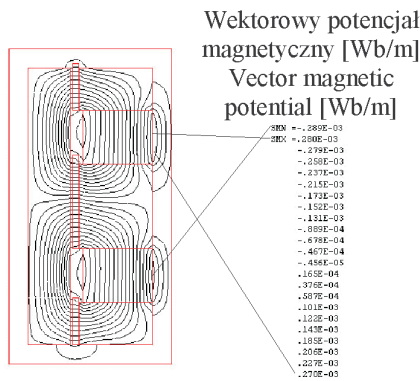 Wektorowy potencjał
magnetyczny [Wb/m]
Vector magnetic
potential [Wb/m]
SMN =-.289E-03
SMX =.280E-03
-.279E-03
-.258E-03
-.237E-03
-.215E-03
-.173E-03
-.152E-03
-.131E-03
-.889E-04
-.678E-04
-.467E-04
-.456E-05
.165E-04
.376E-04
.587E-04
.101E-03
.122E-03
.143E-03
.185E-03
.206E-03
.227E-03
.270E-03